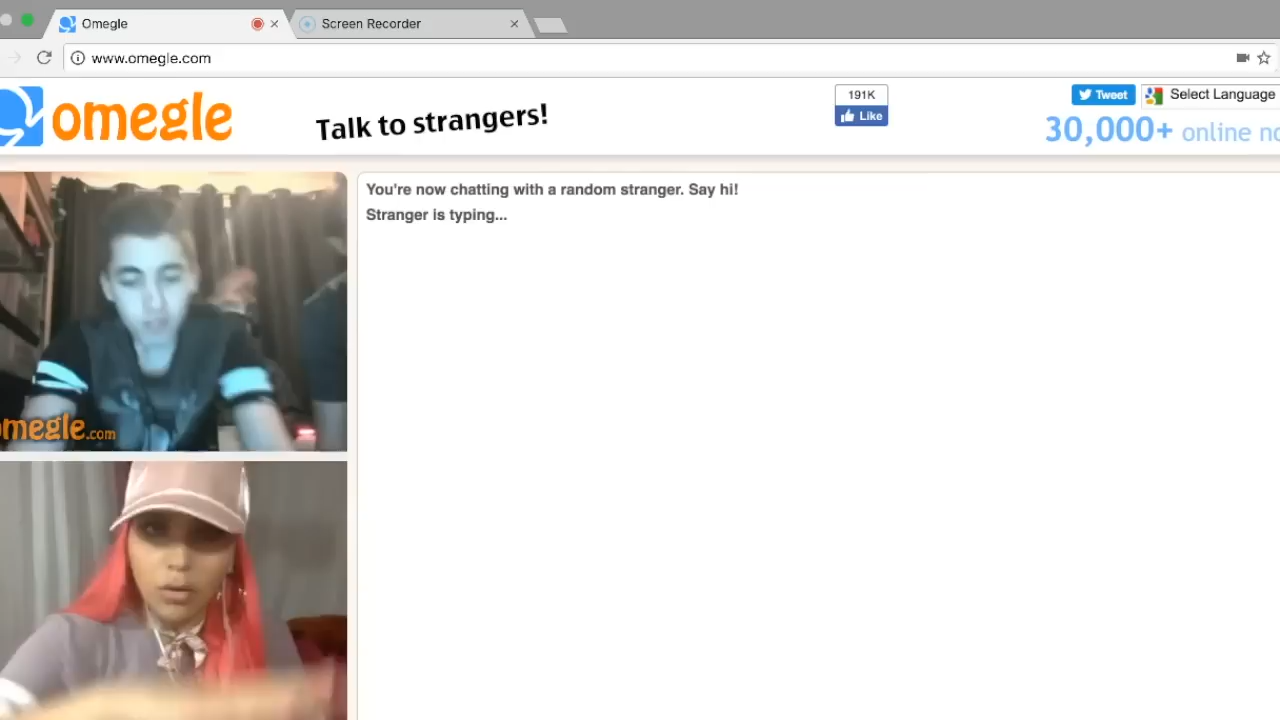 Omegle
Screen Recorder
www.omegle.com
omegle
Talk to strangers!
191K
Like
Tweet
Select Language
30,000+ online no
You're now chatting with a random stranger. Say hi!
Stranger is typing...
omegle.com